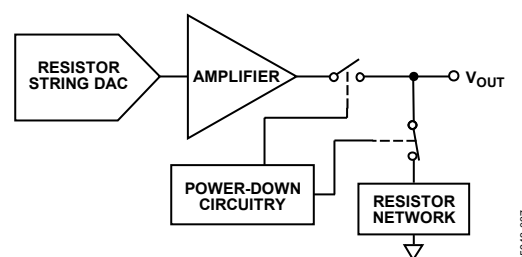 RESISTOR
STRING DAC
AMPLIFIER
VOUT
POWER-DOWN
CIRCUITRY
RESISTOR
NETWORK